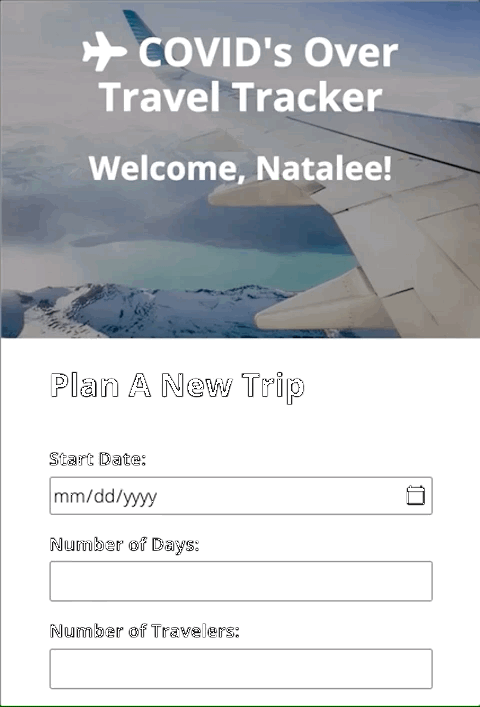 COVID's Over
Travel Tracker
Welcome, Natalee!
Plan A New Trip
Start Date:
mm/dd/yyyy
Number of Days:
Number of Travelers: